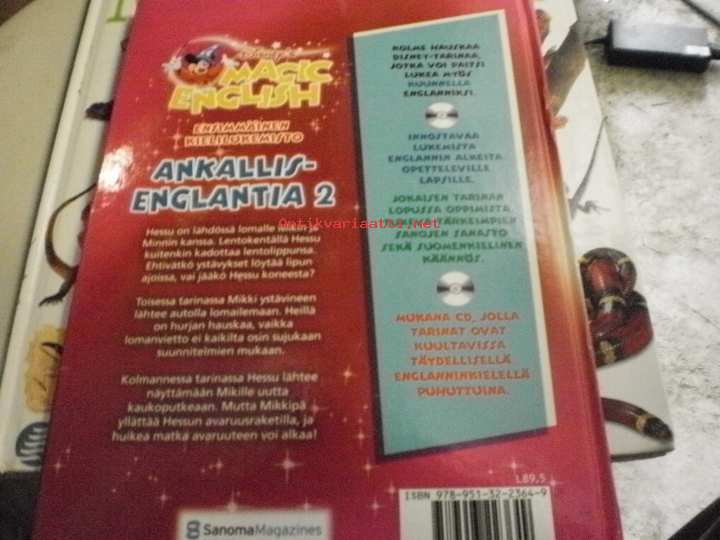 Disney's
MAGIC
ENGLISH
ENSIMMÄINEN
KIELILUKEMISTO
ANKALLIS-
ENGLANTIA 2
Hessu on lähdössä lomalle Mikin ja
Minnin kanssa. Lentokentällä Hessu
kuitenkin kadottaa lentolippunsa.
Ehtivätkö ystävykset löytää lipun
ajoissa, vai jääkö Hessu koneesta?
Toisessa tarinassa Mikki ystävineen
lähtee autolla lomailemaan. Heillä
on hurjan hauskaa, vaikka
lomanvietto ei kaikilta osin sujukaan
suunnitelmien mukaan.
Kolmannessa tarinassa Hessu lähtee
näyttämään Mikille uutta
kaukoputkeaan. Mutta Mikkipä
yllättää Hessun avaruusraketilla, ja
huikea matka avaruuteen voi alkaa!
SanomaMagazines
KOLME HAUSKAA
DISNEY-TARINAA,
JOTKA VOI PAITSI
LUKEA MYÖS
KUUNNELLA
ENGLANNIKSI.
INNOSTAVAA
LUKEMISTA
ENGLANNIN ALKEITA
OPETTELEVILLE
LAPSILLE.
JOKAISEN TARINAN
LOPUSSA OPPIMISTA
TÄRKEIMPIEN
SANOJEN SANASTO
SEKÄ SUOMENKIELINEN
KÄÄNNÖS.
MUKANA CD, JOLLA
TARINAT OVAT
KUULTAVISSA
TÄYDELLISELLÄ
ENGLANNINKIELELLÄ
PUHUTTUINA.
L89,5
ISBN 978-951-32-2364-9
Antikvariaatti.net